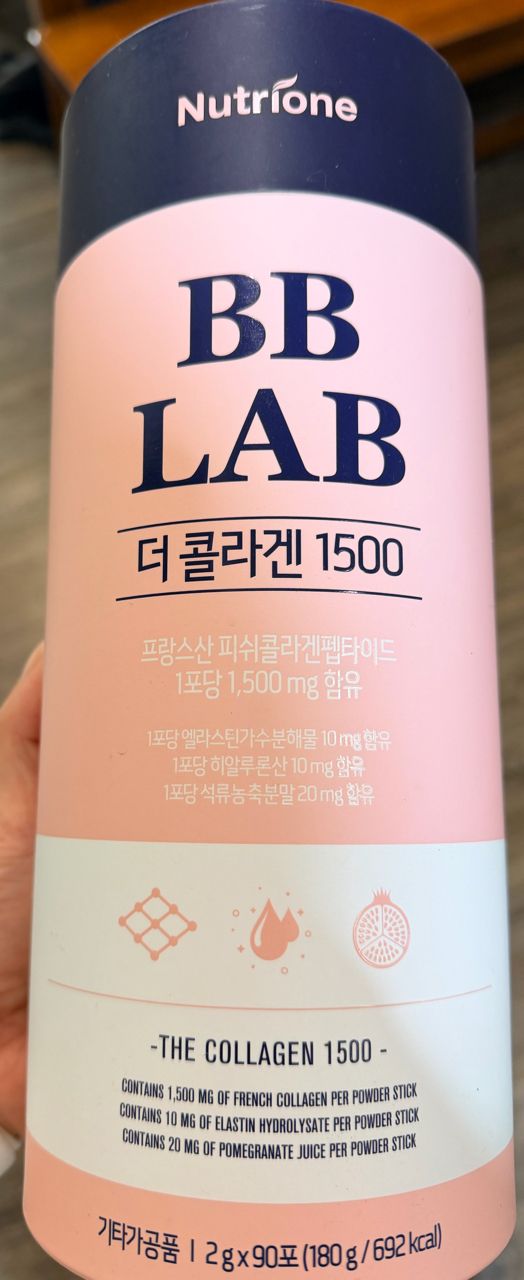 Nutrione
BB
LAB
더 콜라겐 1500
프랑스산 피쉬콜라겐펩타이드
1포당 1,500 mg 함유
1포당 엘라스틴가수분해물 10 mg 함유
1포당 히알루론산 10 mg 함유
1포당 석류농축분말 20 mg 함유
-THE COLLAGEN 1500 -
CONTAINS 1,500 MG OF FRENCH COLLAGEN PER POWDER STICK
CONTAINS 10 MG OF ELASTIN HYDROLYSATE PER POWDER STICK
CONTAINS 20 MG OF POMEGRANATE JUICE PER POWDER STICK
기타가공품 | 2 g x 90포 (180 g / 692 kcal)